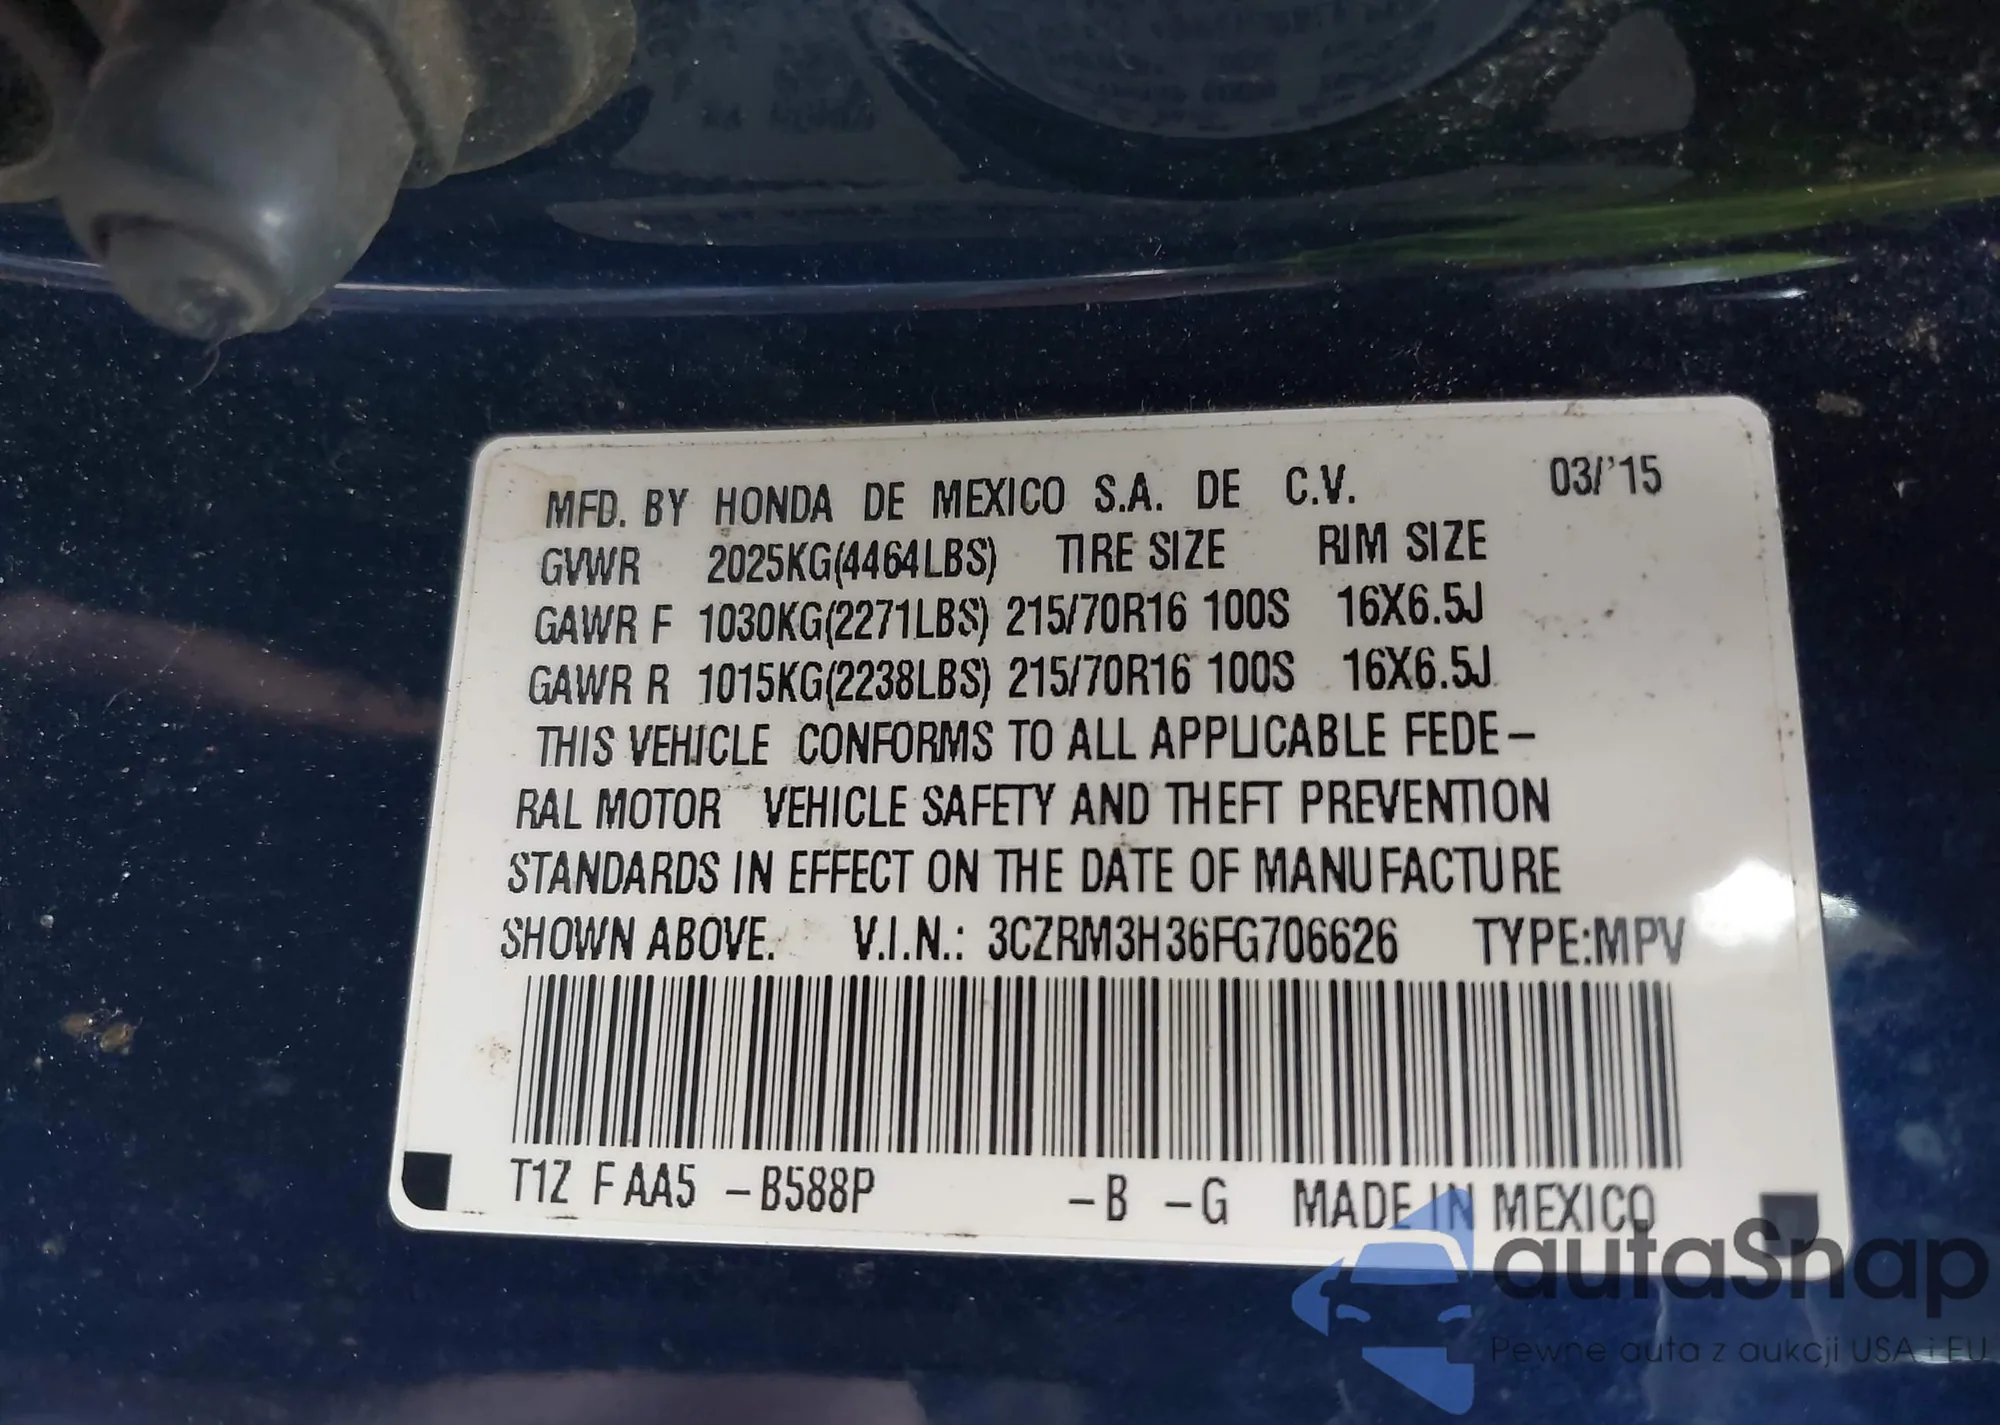 MFD. BY HONDA DE MEXICO S.A. DE C.V. 03/'15
GVWR 2025KG(4464LBS) TIRE SIZE RIM SIZE
GAWR F 1030KG(2271LBS) 215/70R16 100S 16X6.5J
GAWR R 1015KG(2238LBS) 215/70R16 100S 16X6.5J
THIS VEHICLE CONFORMS TO ALL APPLICABLE FEDE-
RAL MOTOR VEHICLE SAFETY AND THEFT PREVENTION
STANDARDS IN EFFECT ON THE DATE OF MANUFACTURE
SHOWN ABOVE. V.I.N.: 3CZRM3H36FG706626 TYPE:MPV
T1Z F AA5 -B588P -B -G MADE IN MEXICO
autaSnap
Pewne auta z aukcji USA i EU